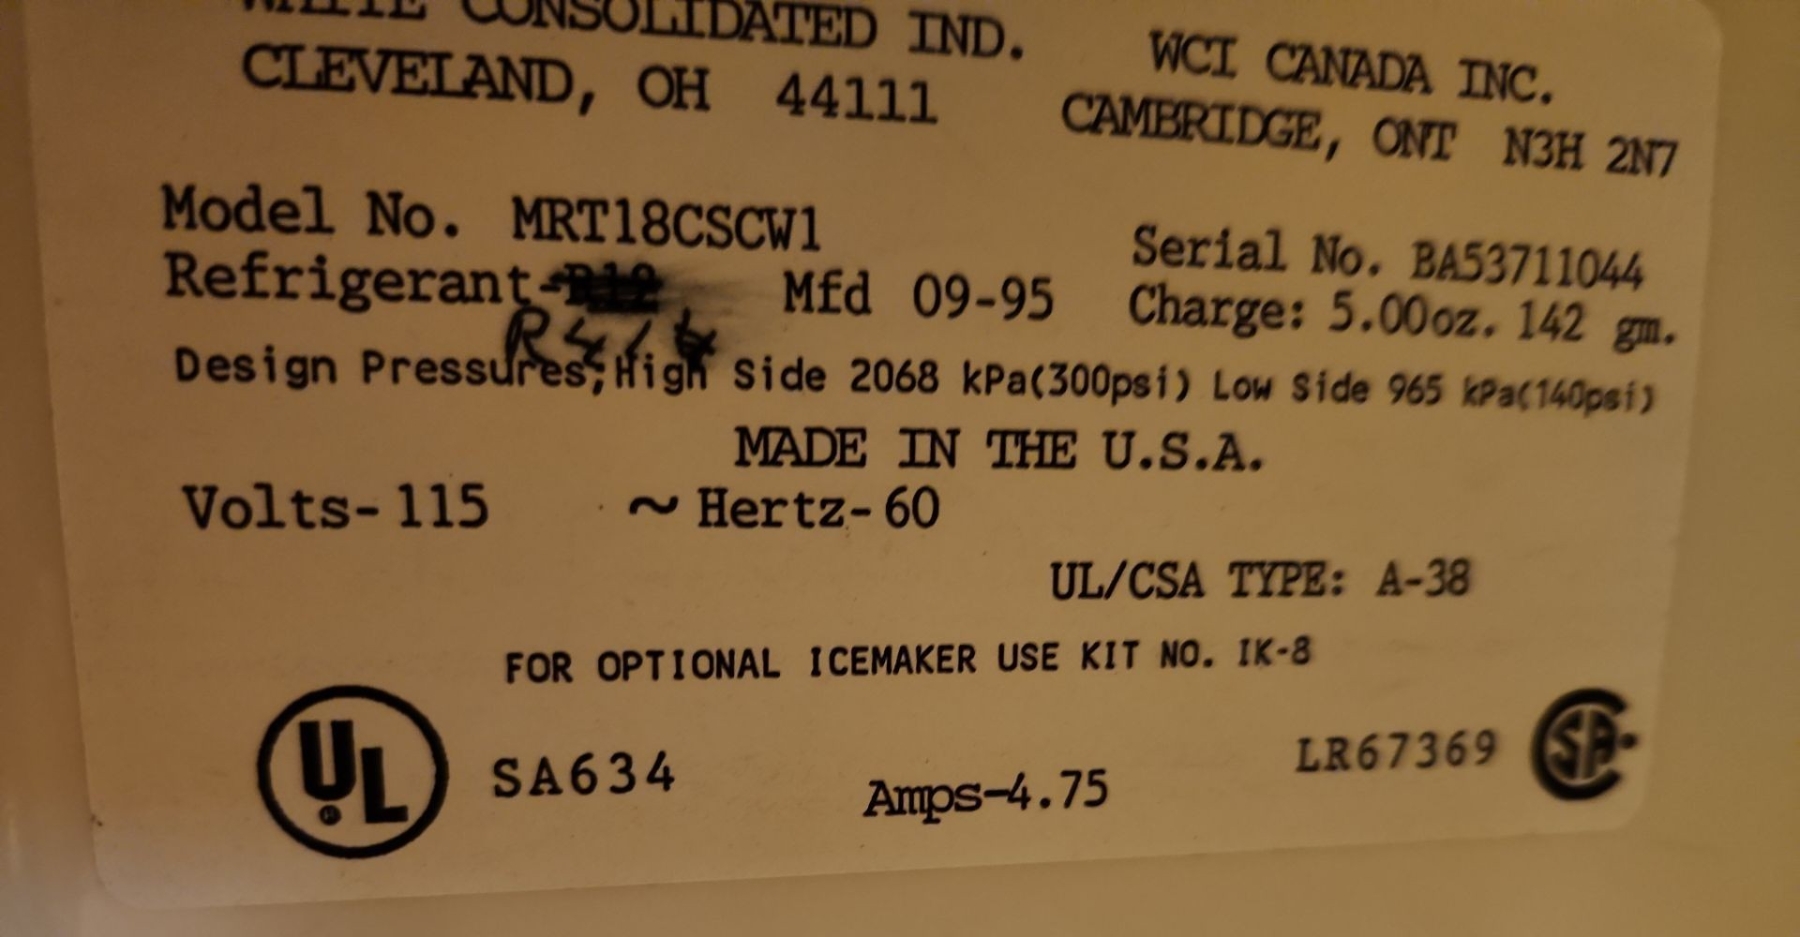 WHITE CONSOLIDATED IND.
CLEVELAND, OH 44111
WCI CANADA INC.
CAMBRIDGE, ONT N3H 2N7
Model No. MRT18CSCW1
Serial No. BA53711044
Refrigerant-R12 Mfd 09-95
Charge: 5.00oz. 142 gm.
Design Pressures;High Side 2068 kPa(300psi) Low Side 965 kPa(140psi)
MADE IN THE U.S.A.
Volts-115 ~ Hertz-60
UL/CSA TYPE: A-38
FOR OPTIONAL ICEMAKER USE KIT NO. IK-8
UL ®
SA634
Amps-4.75
LR67369
SA